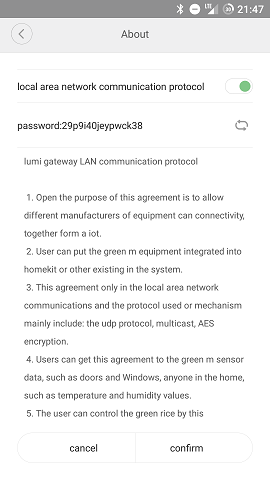 30 21:47
About
local area network communication protocol
password:29p9i40jeypwck38
lumi gateway LAN communication protocol
1. Open the purpose of this agreement is to allow
different manufacturers of equipment can connectivity,
together form a iot.
2. User can put the green m equipment integrated into
homekit or other existing in the system.
3. This agreement only in the local area network
communications and the protocol used or mechanism
mainly include: the udp protocol, multicast, AES
encryption.
4. Users can get this agreement to the green m sensor
data, such as doors and Windows, anyone in the home,
such as temperature and humidity values.
5. The user can control the green rice by this
cancel confirm